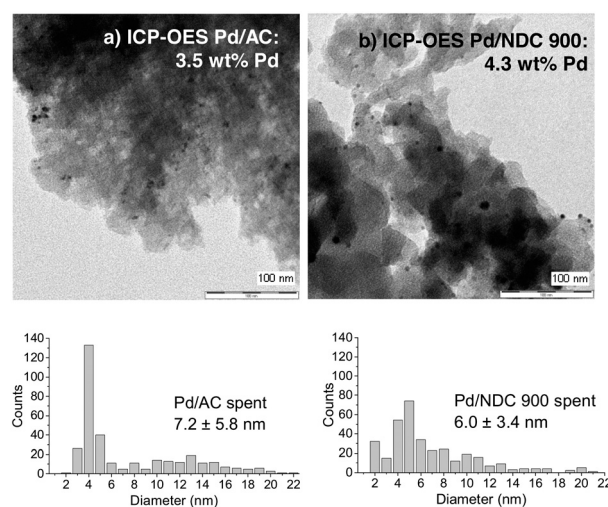 a) ICP-OES Pd/AC:
3.5 wt% Pd
100 nm
b) ICP-OES Pd/NDC 900:
4.3 wt% Pd
100 nm
140
120
100
80
60
40
20
0
Counts
Pd/AC spent
7.2 ± 5.8 nm
2 4 6 8 10 12 14 16 18 20 22
Diameter (nm)
140
120
100
80
60
40
20
0
Counts
Pd/NDC 900 spent
6.0 ± 3.4 nm
2 4 6 8 10 12 14 16 18 20 22
Diameter (nm)